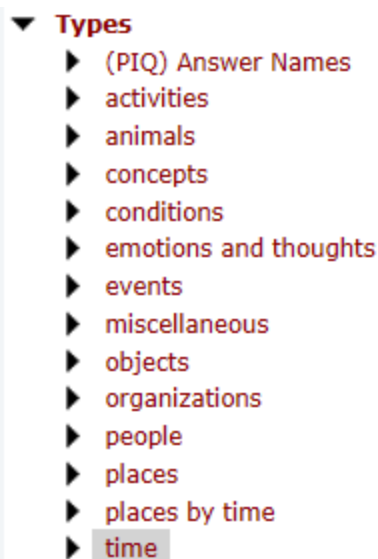 Types
(PIQ) Answer Names
activities
animals
concepts
conditions
emotions and thoughts
events
miscellaneous
objects
organizations
people
places
places by time
time